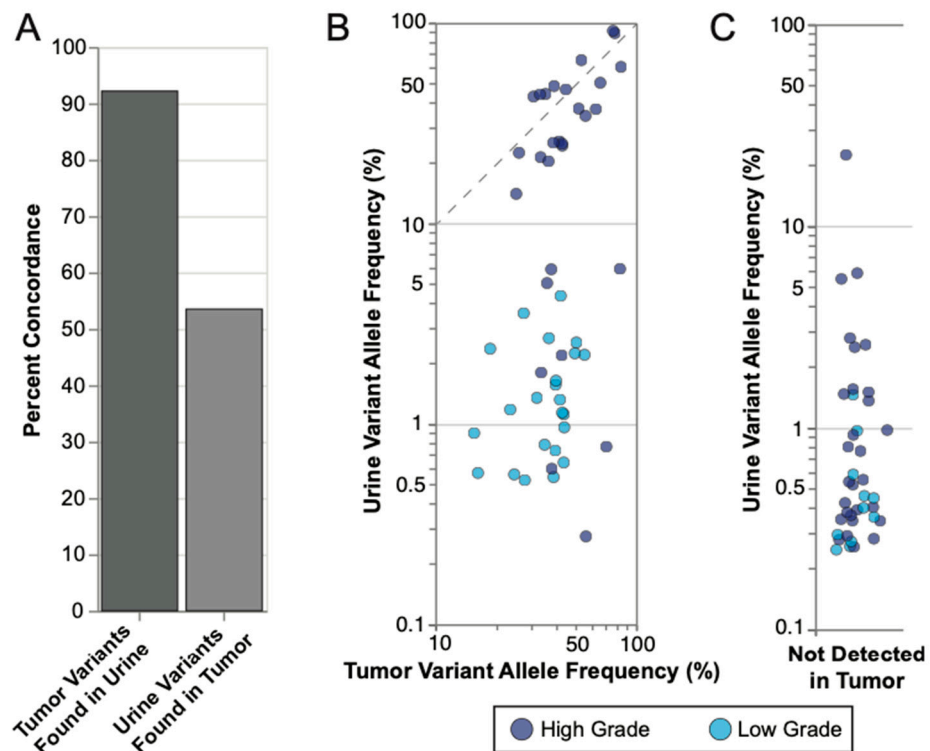 A
Percent Concordance
100
90
80
70
60
50
40
30
20
10
0
Tumor Variants
Found in Urine
Urine Variants
Found in Tumor
B
Urine Variant Allele Frequency (%)
100
50
10
5
1
0.5
0.1
10
50
100
Tumor Variant Allele Frequency (%)
C
Urine Variant Allele Frequency (%)
100
50
10
5
1
0.5
0.1
Not Detected
in Tumor
High Grade
Low Grade